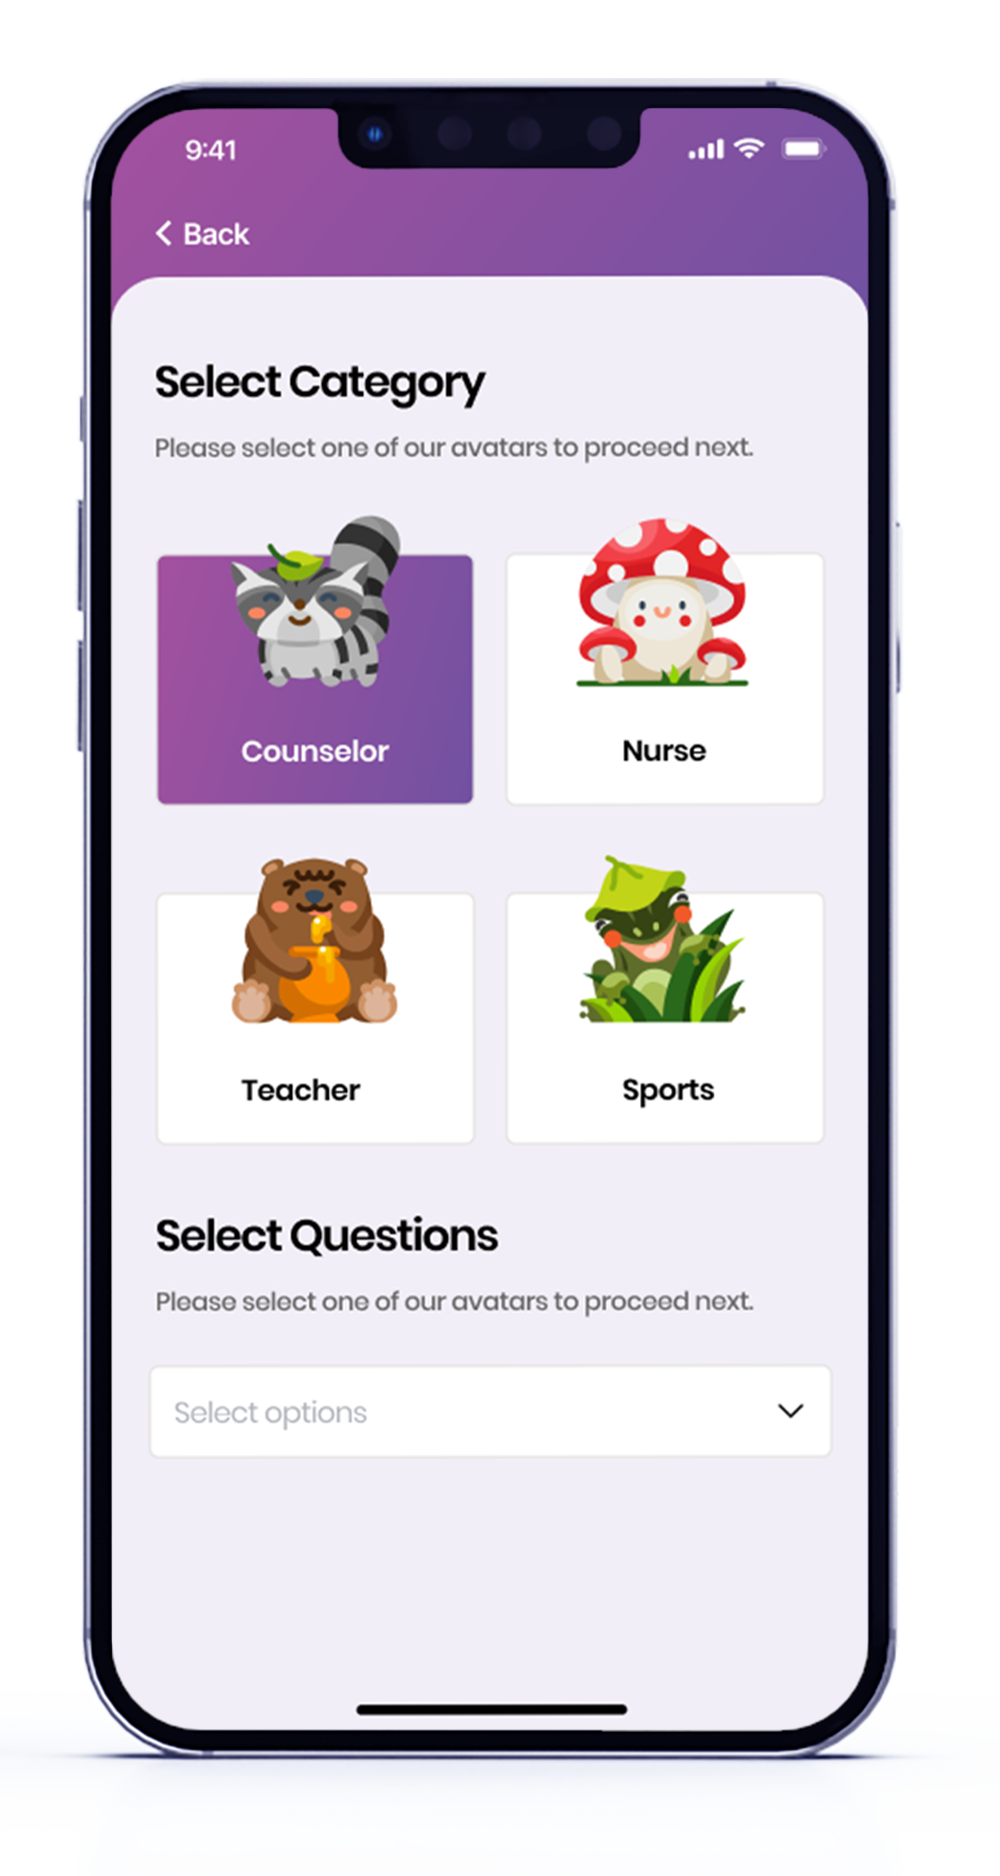 9:41
Back
Select Category
Please select one of our avatars to proceed next.
Counselor
Nurse
Teacher
Sports
Select Questions
Please select one of our avatars to proceed next.
Select options